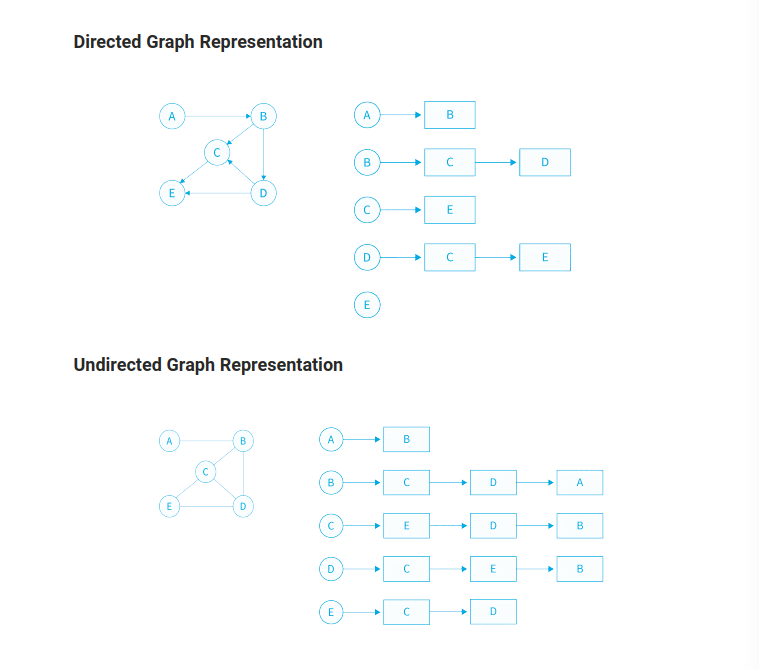 Directed Graph Representation
A B
C
E D
A B
B C D
C E
D C E
E
Undirected Graph Representation
A B
C
E D
A B
B C D A
C E D B
D C E B
E C D